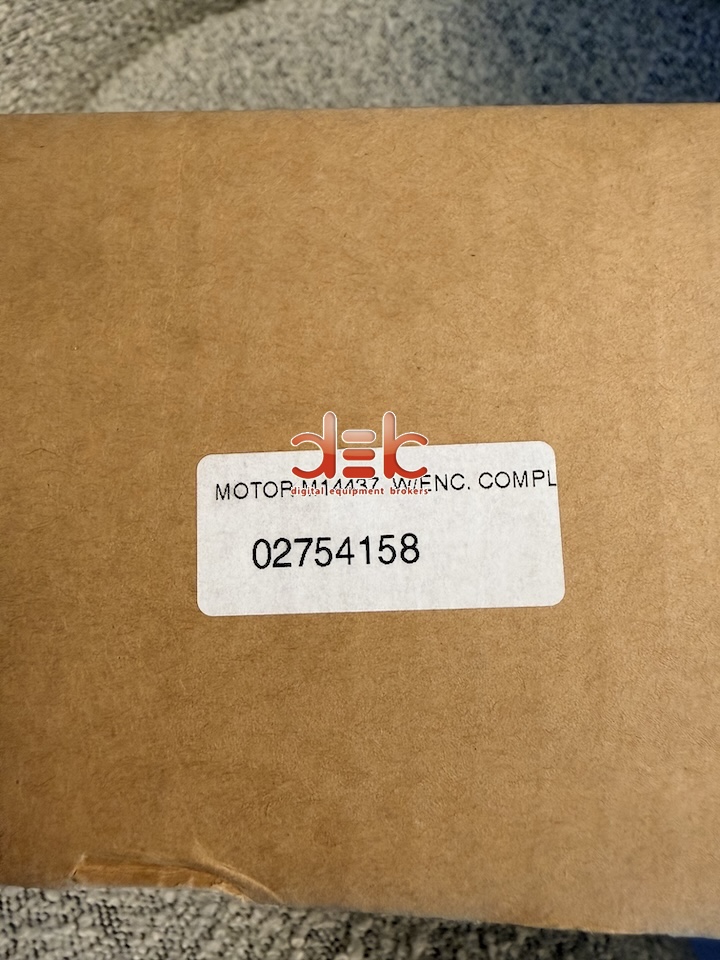 deb
digital equipment brokers
MOTOR M14437 W/ENC. COMPL
02754158